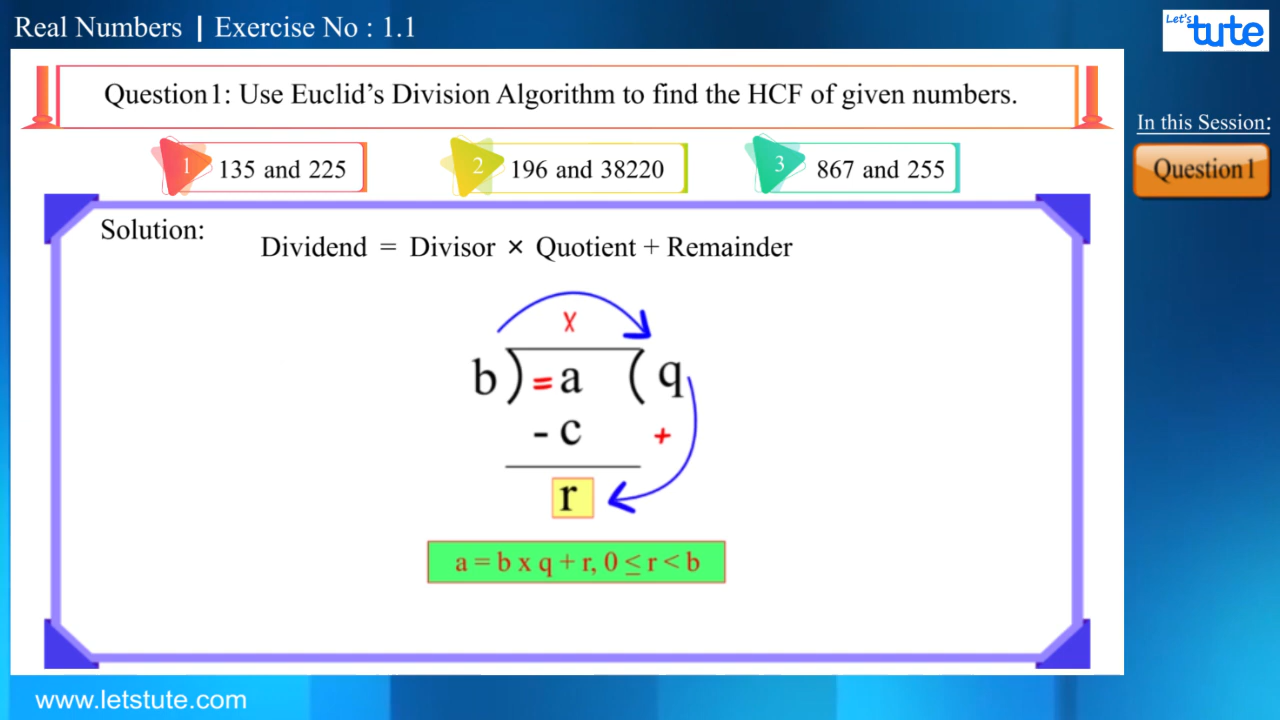 Real Numbers | Exercise No : 1.1
Let's tute
Question1: Use Euclid's Division Algorithm to find the HCF of given numbers.
In this Session:
Question1
1 135 and 225
2 196 and 38220
3 867 and 255
Solution:
Dividend = Divisor × Quotient + Remainder
x
b ) = a ( q
- c +
r
a = b x q + r, 0 ≤ r < b
www.letstute.com